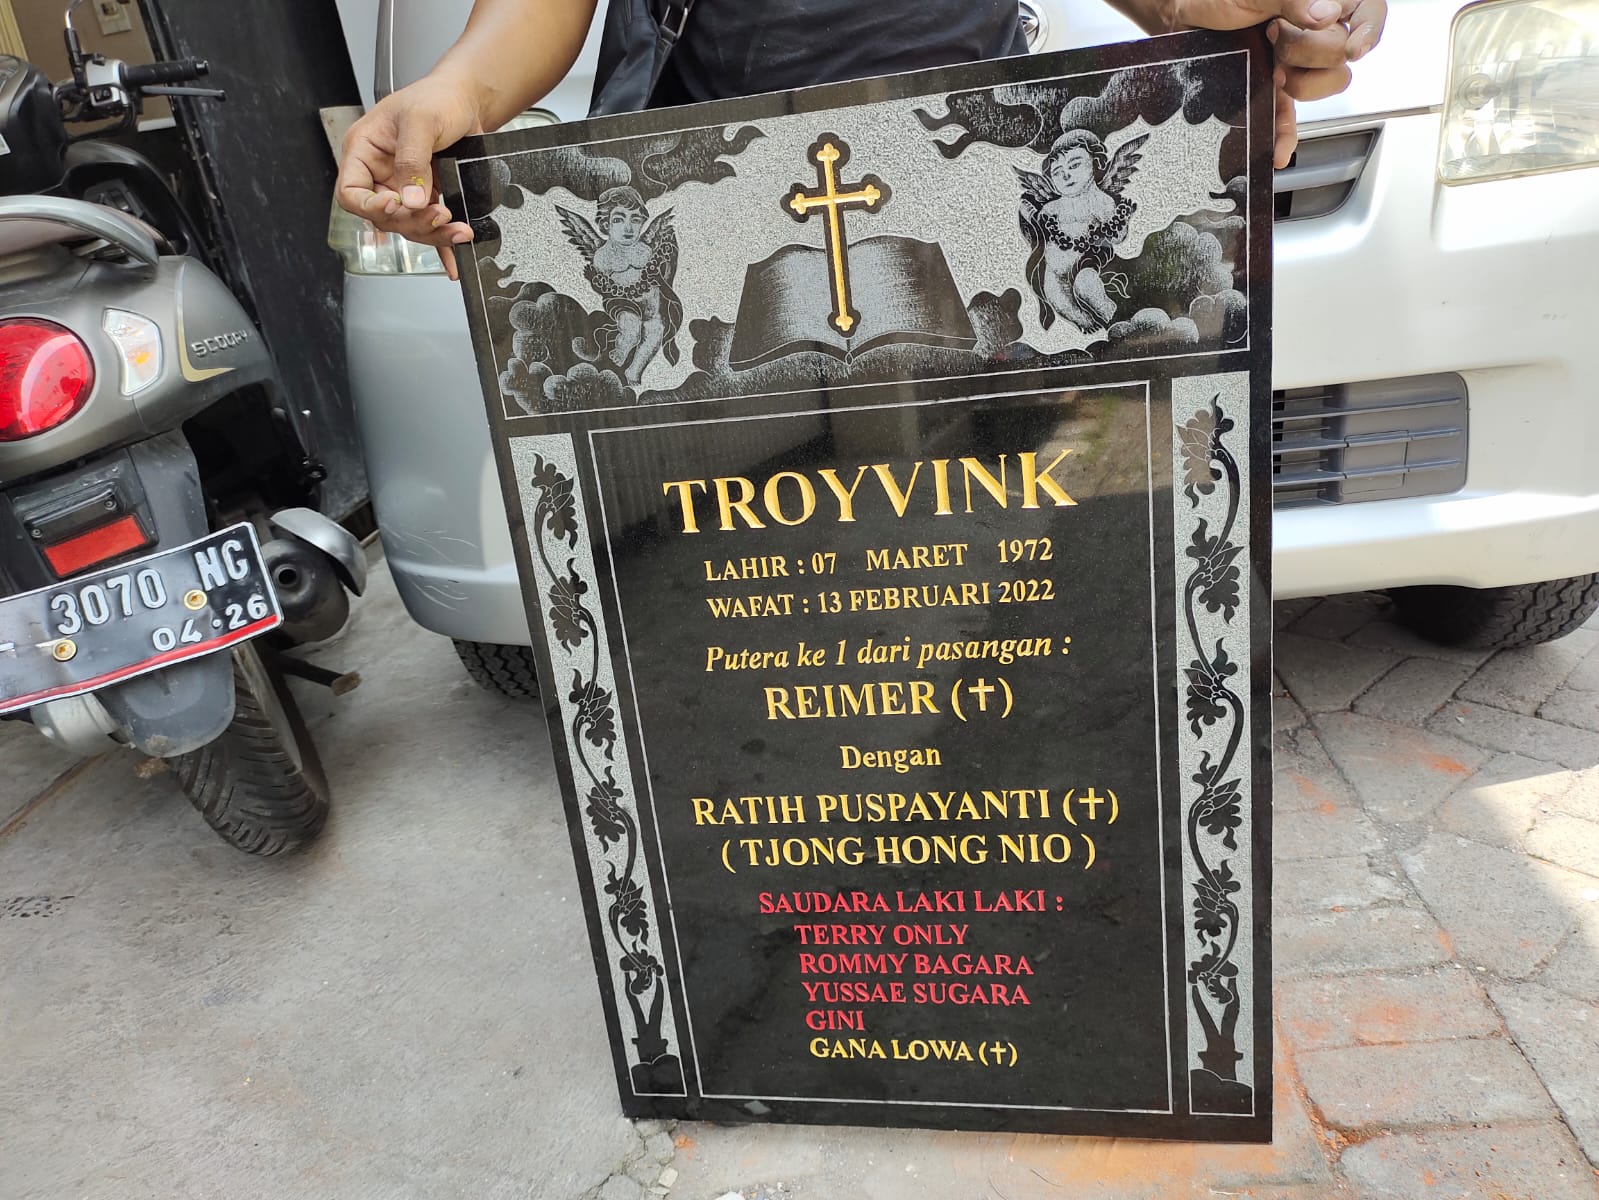 TROYVINK
LAHIR : 07 MARET 1972
WAFAT : 13 FEBRUARI 2022
Putera ke 1 dari pasangan :
REIMER (✝)
Dengan
RATIH PUSPAYANTI (✝)
( TJONG HONG NIO )
SAUDARA LAKI LAKI :
TERRY ONLY
ROMMY BAGARA
YUSSAE SUGARA
GINI
GANA LOWA (✝)
SCOOPY
3070 NG
04 · 26